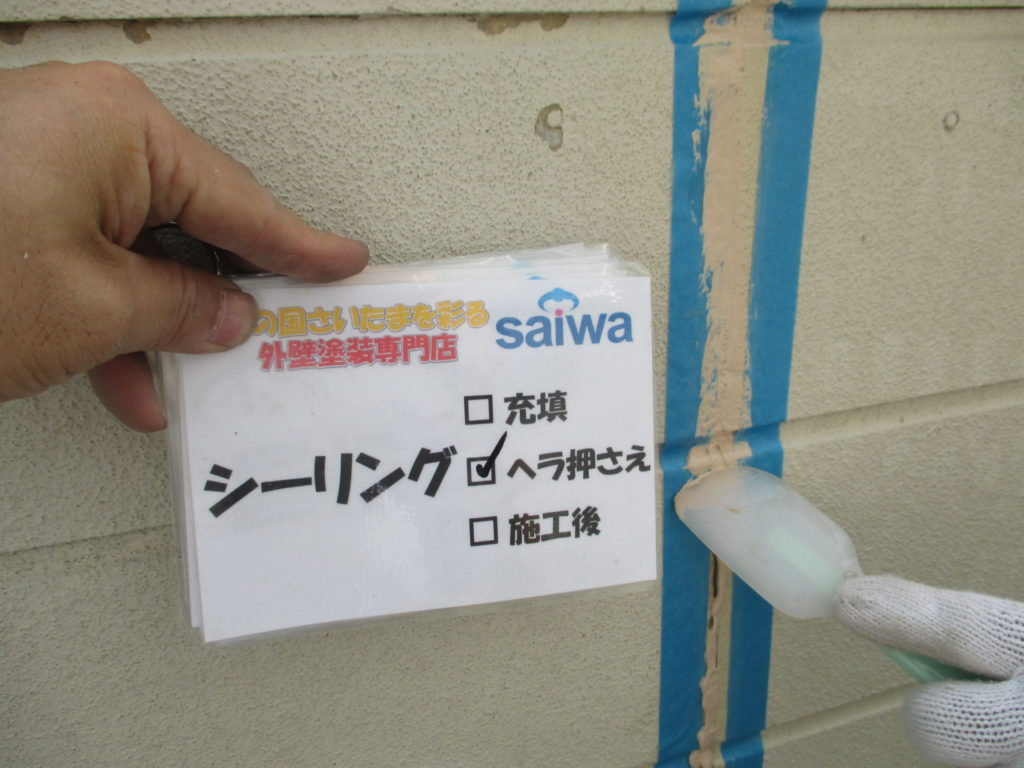 の国さいたまを彩る
外壁塗装専門店
saiwa
シーリング
□ 充填
☑ ヘラ押さえ
□ 施工後